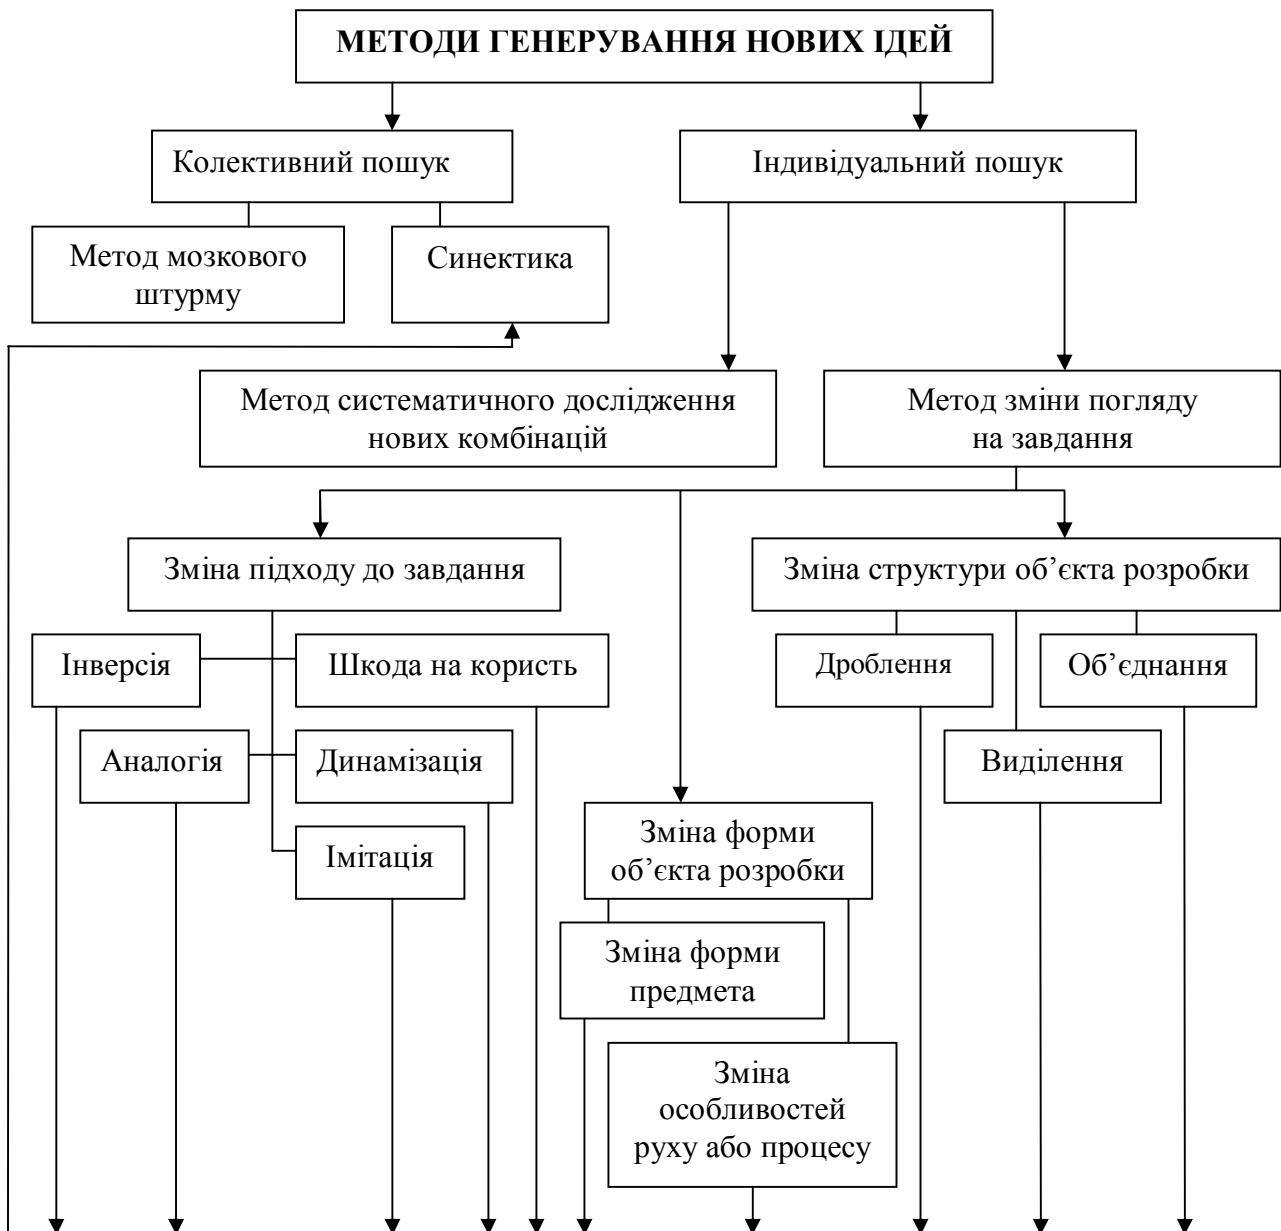 МЕТОДИ ГЕНЕРУВАННЯ НОВИХ ІДЕЙ
Колективний пошук
Індивідуальний пошук
Метод мозкового
штурму
Синектика
Метод систематичного дослідження
нових комбінацій
Метод зміни погляду
на завдання
Зміна підходу до завдання
Зміна структури об’єкта розробки
Інверсія
Шкода на користь
Дроблення
Об’єднання
Аналогія
Динамізація
Виділення
Імітація
Зміна форми
об’єкта розробки
Зміна форми
предмета
Зміна
особливостей
руху або процесу